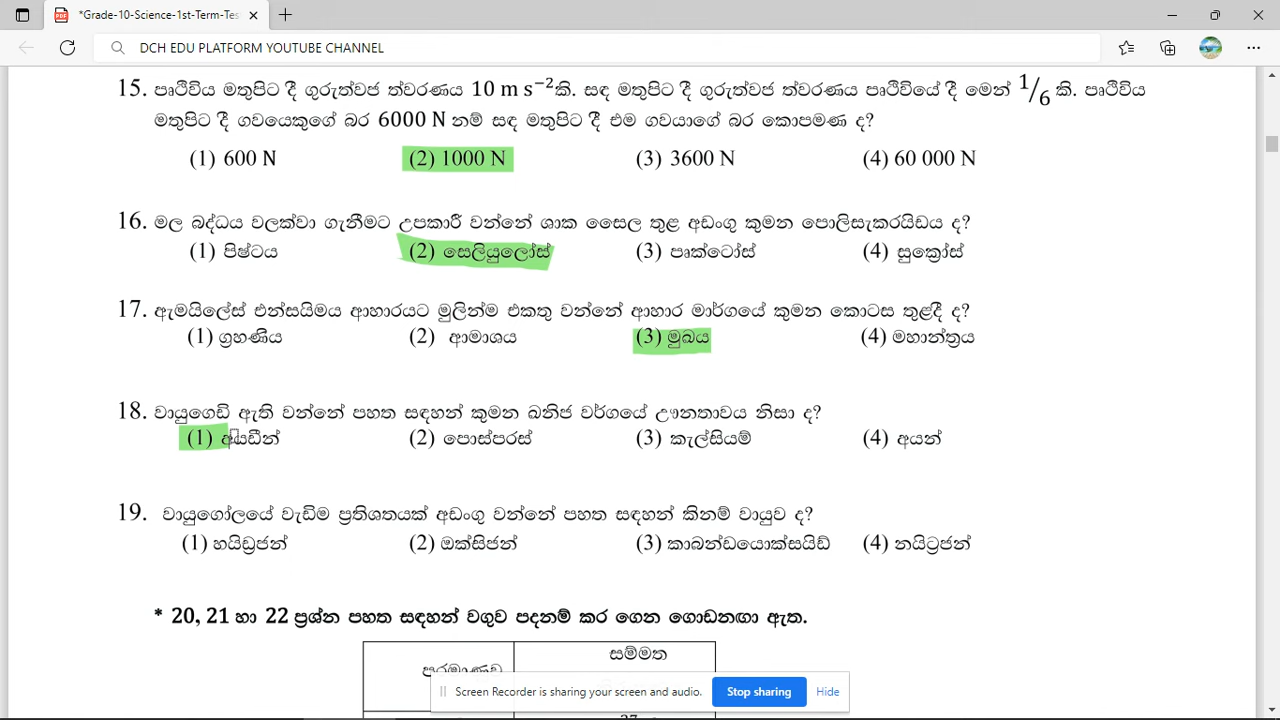 *Grade-10-Science-1st-Term-Tes
DCH EDU PLATFORM YOUTUBE CHANNEL
15. පෘථිවිය මතුපිට දී ගුරුත්වජ ත්වරණය 10 m s⁻² කි. සඳ මතුපිට දී ගුරුත්වජ ත්වරණය පෘථිවියේ දී මෙන් 1/6 කි. පෘථිවිය
මතුපිට දී ගවයෙකුගේ බර 6000 N නම් සඳ මතුපිට දී එම ගවයාගේ බර කොපමණ ද?
(1) 600 N (2) 1000 N (3) 3600 N (4) 60 000 N
16. මල බද්ධය වලක්වා ගැනීමට උපකාරී වන්නේ ශාක සෛල තුළ අඩංගු කුමන පොලිසැකරයිඩය ද?
(1) පිෂ්ටය (2) සෙලියුලෝස් (3) පෘක්ටෝස් (4) සුක්‍රෝස්
17. ඇමයිලේස් එන්සයිමය ආහාරයට මුලින්ම එකතු වන්නේ ආහාර මාර්ගයේ කුමන කොටස තුළදී ද?
(1) ග්‍රහණිය (2) ආමාශය (3) මුඛය (4) මහාන්ත්‍රය
18. වායුගෙඩි ඇති වන්නේ පහත සඳහන් කුමන ඛනිජ වර්ගයේ ඌනතාවය නිසා ද?
(1) අයඩීන් (2) පොස්පරස් (3) කැල්සියම් (4) අයන්
19. වායුගෝලයේ වැඩිම ප්‍රතිශතයක් අඩංගු වන්නේ පහත සඳහන් කිනම් වායුව ද?
(1) හයිඩ්‍රජන් (2) ඔක්සිජන් (3) කාබන්ඩයොක්සයිඩ් (4) නයිට්‍රජන්
* 20, 21 හා 22 ප්‍රශ්න පහත සඳහන් වගුව පදනම් කර ගෙන ගොඩනඟා ඇත.
සම්මත
පරමාණුව
Screen Recorder is sharing your screen and audio. Stop sharing Hide